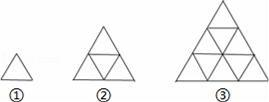 ① ② ③